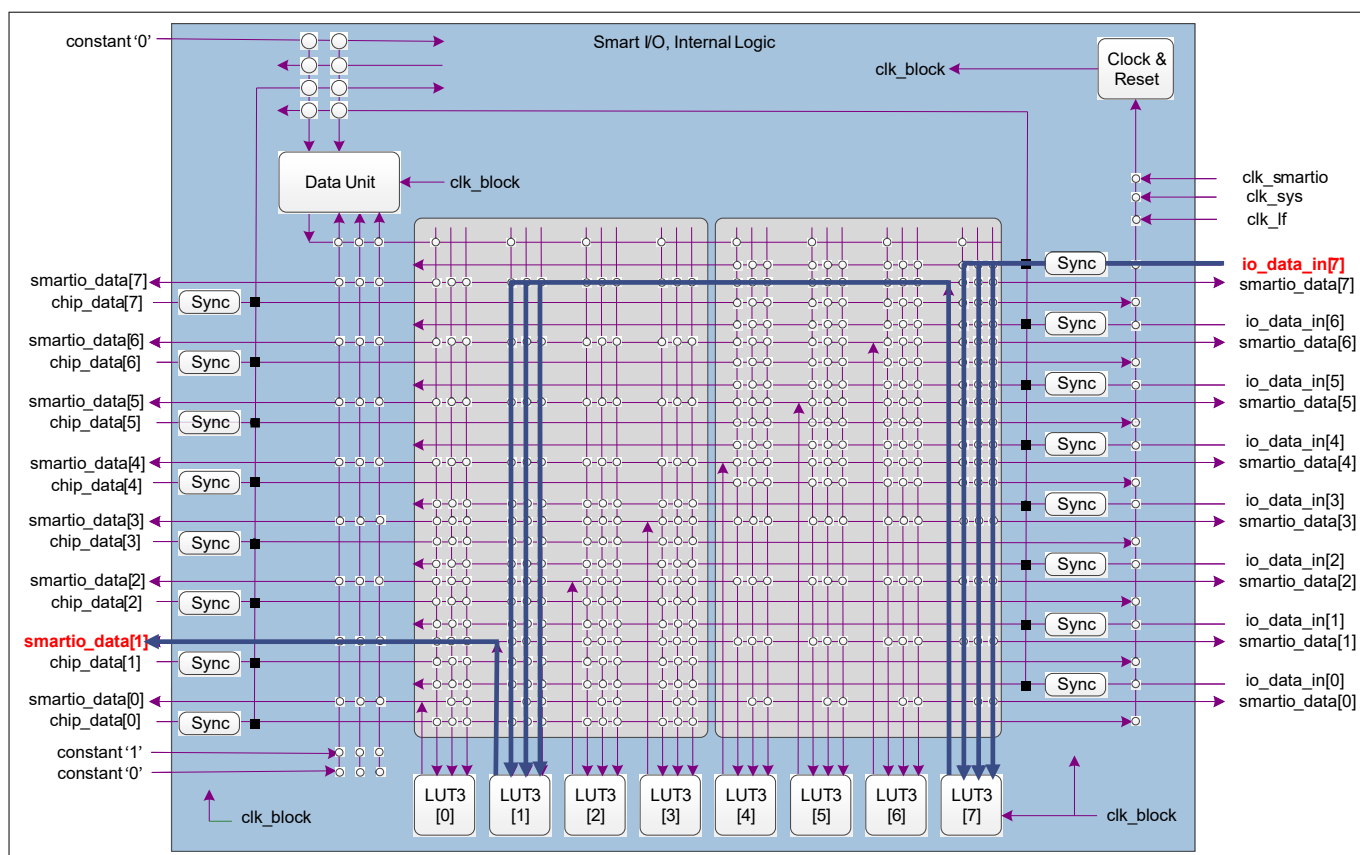 constant ‘0’
Smart I/O, Internal Logic
clk_block
Clock &
Reset
Data Unit
clk_block
clk_smartio
clk_sys
clk_lf
smartio_data[7]
chip_data[7]
Sync
Sync
io_data_in[7]
smartio_data[7]
smartio_data[6]
chip_data[6]
Sync
Sync
io_data_in[6]
smartio_data[6]
smartio_data[5]
chip_data[5]
Sync
Sync
io_data_in[5]
smartio_data[5]
smartio_data[4]
chip_data[4]
Sync
Sync
io_data_in[4]
smartio_data[4]
smartio_data[3]
chip_data[3]
Sync
Sync
io_data_in[3]
smartio_data[3]
smartio_data[2]
chip_data[2]
Sync
Sync
io_data_in[2]
smartio_data[2]
smartio_data[1]
chip_data[1]
Sync
Sync
io_data_in[1]
smartio_data[1]
smartio_data[0]
chip_data[0]
Sync
Sync
io_data_in[0]
smartio_data[0]
constant ‘1’
constant ‘0’
clk_block
LUT3
[0]
LUT3
[1]
LUT3
[2]
LUT3
[3]
LUT3
[4]
LUT3
[5]
LUT3
[6]
LUT3
[7]
clk_block